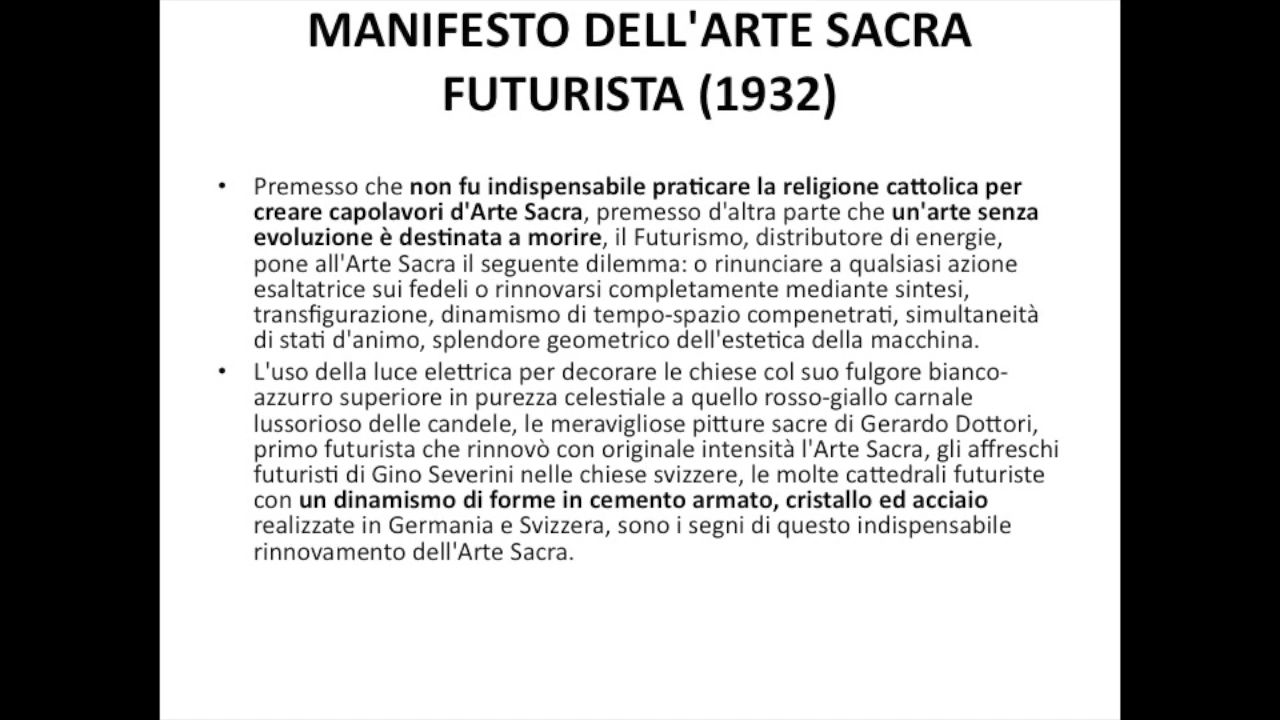 MANIFESTO DELL'ARTE SACRA
FUTURISTA (1932)
• Premesso che non fu indispensabile praticare la religione cattolica per
creare capolavori d'Arte Sacra, premesso d'altra parte che un'arte senza
evoluzione è destinata a morire, il Futurismo, distributore di energie,
pone all'Arte Sacra il seguente dilemma: o rinunciare a qualsiasi azione
esaltatrice sui fedeli o rinnovarsi completamente mediante sintesi,
transfigurazione, dinamismo di tempo-spazio compenetrati, simultaneità
di stati d'animo, splendore geometrico dell'estetica della macchina.
• L'uso della luce elettrica per decorare le chiese col suo fulgore bianco-
azzurro superiore in purezza celestiale a quello rosso-giallo carnale
lussorioso delle candele, le meravigliose pitture sacre di Gerardo Dottori,
primo futurista che rinnovò con originale intensità l'Arte Sacra, gli affreschi
futuristi di Gino Severini nelle chiese svizzere, le molte cattedrali futuriste
con un dinamismo di forme in cemento armato, cristallo ed acciaio
realizzate in Germania e Svizzera, sono i segni di questo indispensabile
rinnovamento dell'Arte Sacra.